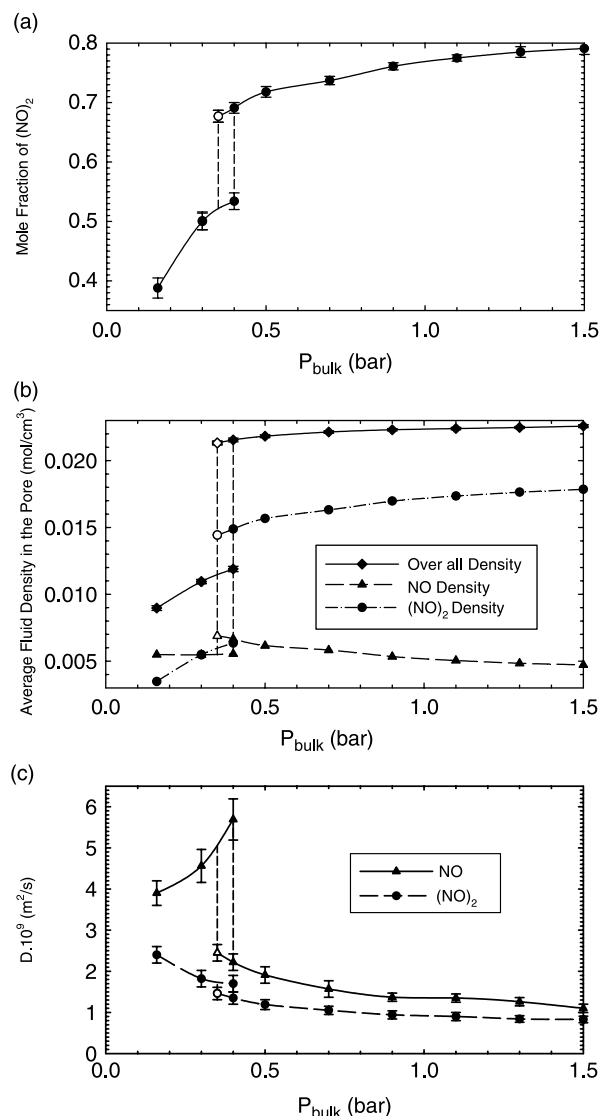 (a)
Mole Fraction of (NO)2
0.8
0.7
0.6
0.5
0.4
0.0 0.5 1.0 1.5
Pbulk (bar)
(b)
Average Fluid Density in the Pore (mol/cm3)
0.020
0.015
0.010
0.005
Over all Density
NO Density
(NO)2 Density
0.0 0.5 1.0 1.5
Pbulk (bar)
(c)
D.10^9 (m2/s)
6
5
4
3
2
1
0
NO
(NO)2
0.0 0.5 1.0 1.5
Pbulk (bar)